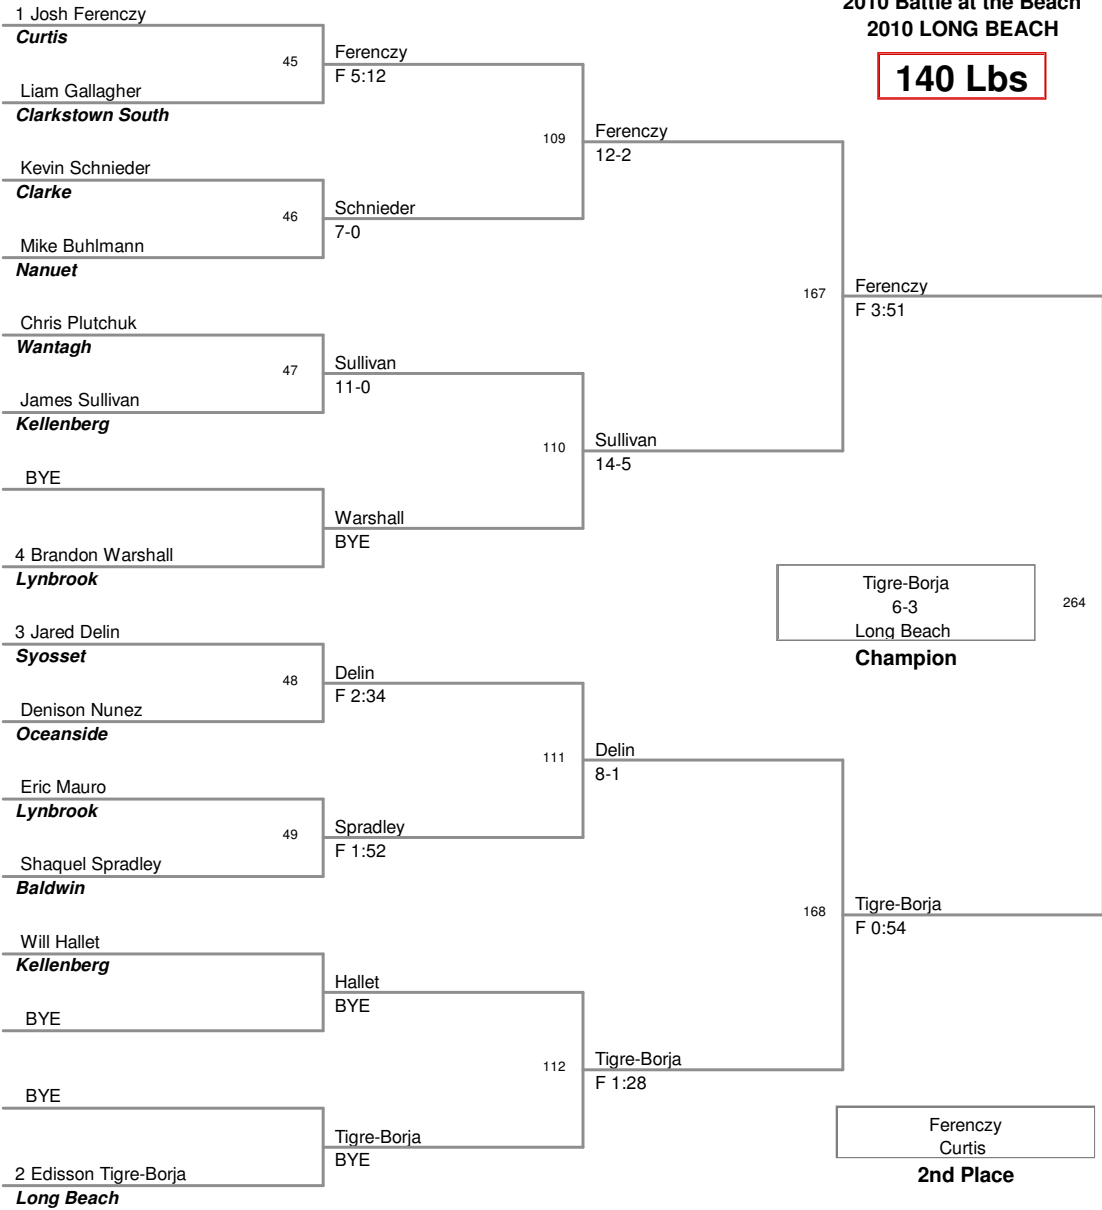 2010 Battle at the Beach
2010 LONG BEACH
140 Lbs
1 Josh Ferenczy
Curtis
45
Liam Gallagher
Clarkstown South
Ferenczy
F 5:12
Kevin Schnieder
Clarke
46
Mike Buhlmann
Nanuet
Schnieder
7-0
109
Ferenczy
12-2
Chris Plutchuk
Wantagh
47
James Sullivan
Kellenberg
Sullivan
11-0
BYE
4 Brandon Warshall
Lynbrook
Warshall
BYE
110
Sullivan
14-5
167
Ferenczy
F 3:51
3 Jared Delin
Syosset
48
Denison Nunez
Oceanside
Delin
F 2:34
Eric Mauro
Lynbrook
49
Shaquel Spradley
Baldwin
Spradley
F 1:52
111
Delin
8-1
Will Hallet
Kellenberg
BYE
Hallet
BYE
BYE
2 Edisson Tigre-Borja
Long Beach
Tigre-Borja
BYE
112
Tigre-Borja
F 1:28
168
Tigre-Borja
F 0:54
264
Tigre-Borja
6-3
Long Beach
Champion
Ferenczy
Curtis
2nd Place